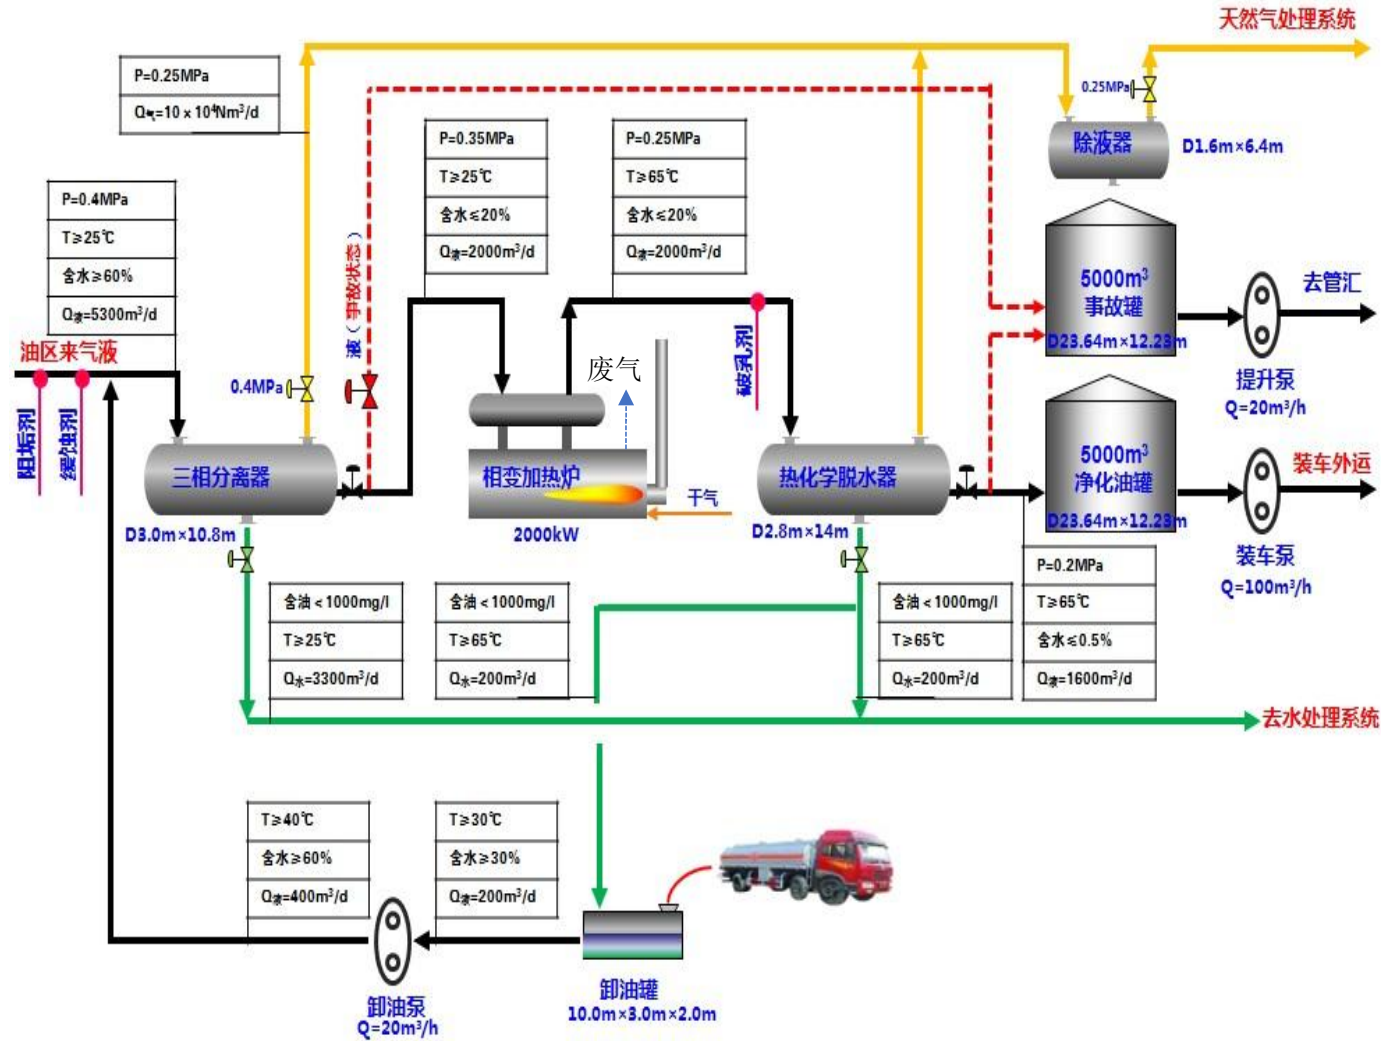 天然气处理系统
P=0.25MPa
Q气=10×10⁴Nm³/d
0.25MPa
除液器
D1.6m×6.4m
P=0.35MPa
T≥25℃
含水≤20%
Q液=2000m³/d
P=0.25MPa
T≥65℃
含水≤20%
Q液=2000m³/d
P=0.4MPa
T≥25℃
含水≥60%
Q液=5300m³/d
液（事故状态）
5000m³
事故罐
D23.64m×12.23m
去管汇
提升泵
Q=20m³/h
油区来气液
阻垢剂
缓蚀剂
0.4MPa
废气
破乳剂
三相分离器
D3.0m×10.8m
相变加热炉
2000kW
干气
热化学脱水器
D2.8m×14m
5000m³
净化油罐
D23.64m×12.23m
装车外运
装车泵
Q=100m³/h
含油＜1000mg/l
T≥25℃
Q水=3300m³/d
含油＜1000mg/l
T≥65℃
Q水=200m³/d
含油＜1000mg/l
T≥65℃
Q水=200m³/d
P=0.2MPa
T≥65℃
含水≤0.5%
Q液=1600m³/d
去水处理系统
T≥40℃
含水≥60%
Q液=400m³/d
T≥30℃
含水≥30%
Q液=200m³/d
卸油泵
Q=20m³/h
卸油罐
10.0m×3.0m×2.0m